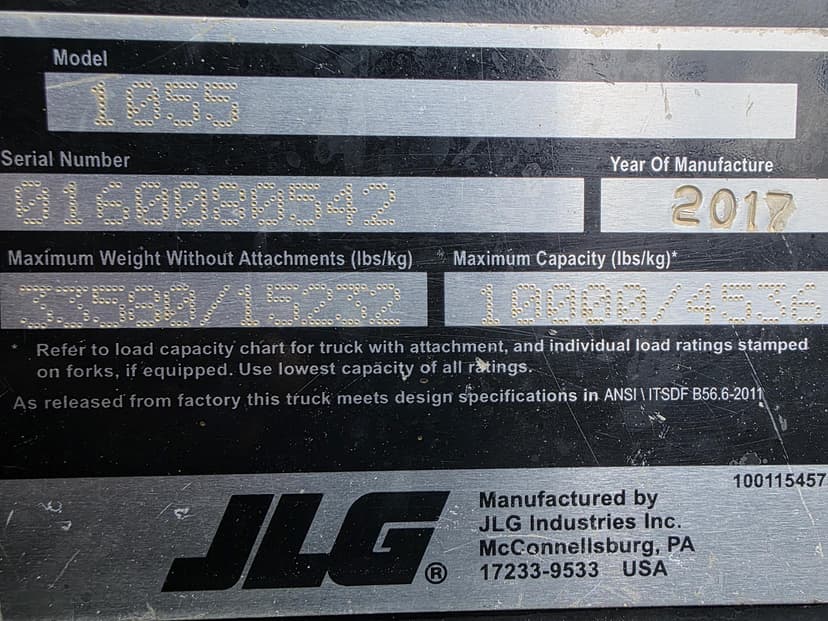 Model
1055
Serial Number
Year Of Manufacture
0160080542
2017
Maximum Weight Without Attachments (lbs/kg)
Maximum Capacity (lbs/kg)*
33580/15232
10000/4536
* Refer to load capacity chart for truck with attachment, and individual load ratings stamped
on forks, if equipped. Use lowest capacity of all ratings.
As released from factory this truck meets design specifications in ANSI \ ITSDF B56.6-2011
100115457
JLG®
Manufactured by
JLG Industries Inc.
McConnellsburg, PA
17233-9533 USA